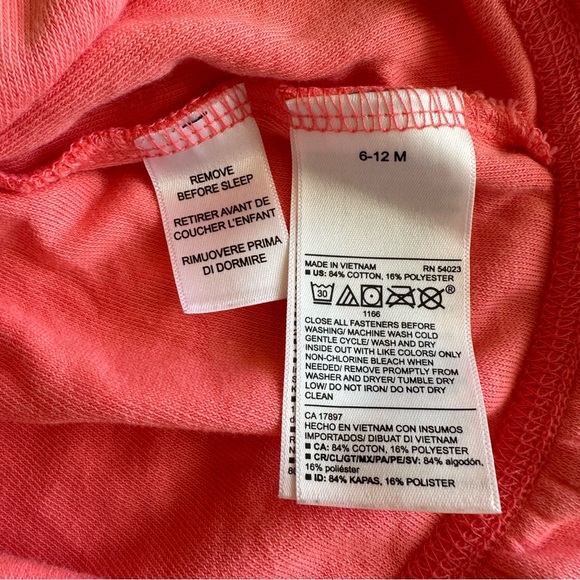 REMOVE
BEFORE SLEEP
RETIRER AVANT DE
COUCHER L'ENFANT
RIMUOVERE PRIMA
DI DORMIRE
6-12 M
MADE IN VIETNAM RN 54023
■ US: 84% COTTON, 16% POLYESTER
30
®
1166
CLOSE ALL FASTENERS BEFORE
WASHING/ MACHINE WASH COLD
GENTLE CYCLE/ WASH AND DRY
INSIDE OUT WITH LIKE COLORS/ ONLY
NON-CHLORINE BLEACH WHEN
NEEDED/ REMOVE PROMPTLY FROM
WASHER AND DRYER/ TUMBLE DRY
LOW/ DO NOT IRON/ DO NOT DRY
CLEAN
CA 17897
HECHO EN VIETNAM CON INSUMOS
IMPORTADOS/ DIBUAT DI VIETNAM
■ CA: 84% COTTON, 16% POLYESTER
■ CR/CL/GT/MX/PA/PE/SV: 84% algodón.
16% poliéster
■ ID: 84% KAPAS, 16% POLISTER